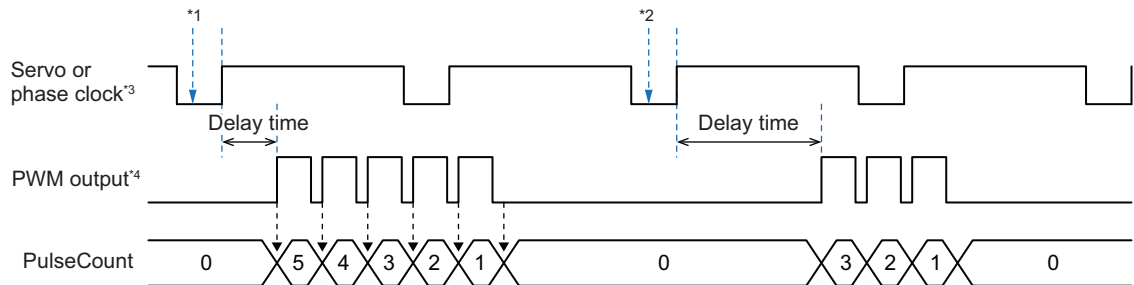 *1
*2
Servo or
phase clock*3
Delay time
Delay time
PWM output*4
PulseCount
0
5
4
3
2
1
0
3
2
1
0